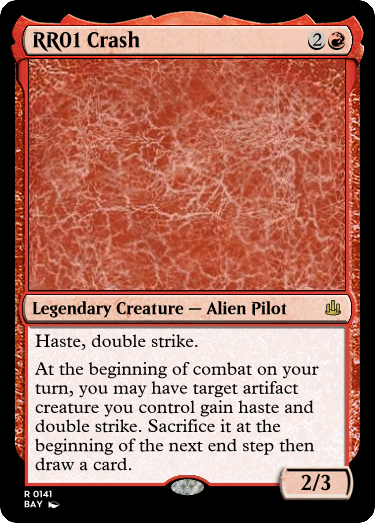 RR01 Crash 2
Legendary Creature — Alien Pilot
Haste, double strike.
At the beginning of combat on your
turn, you may have target artifact
creature you control gain haste and
double strike. Sacrifice it at the
beginning of the next end step then
draw a card.
2/3
R 0141
BAY